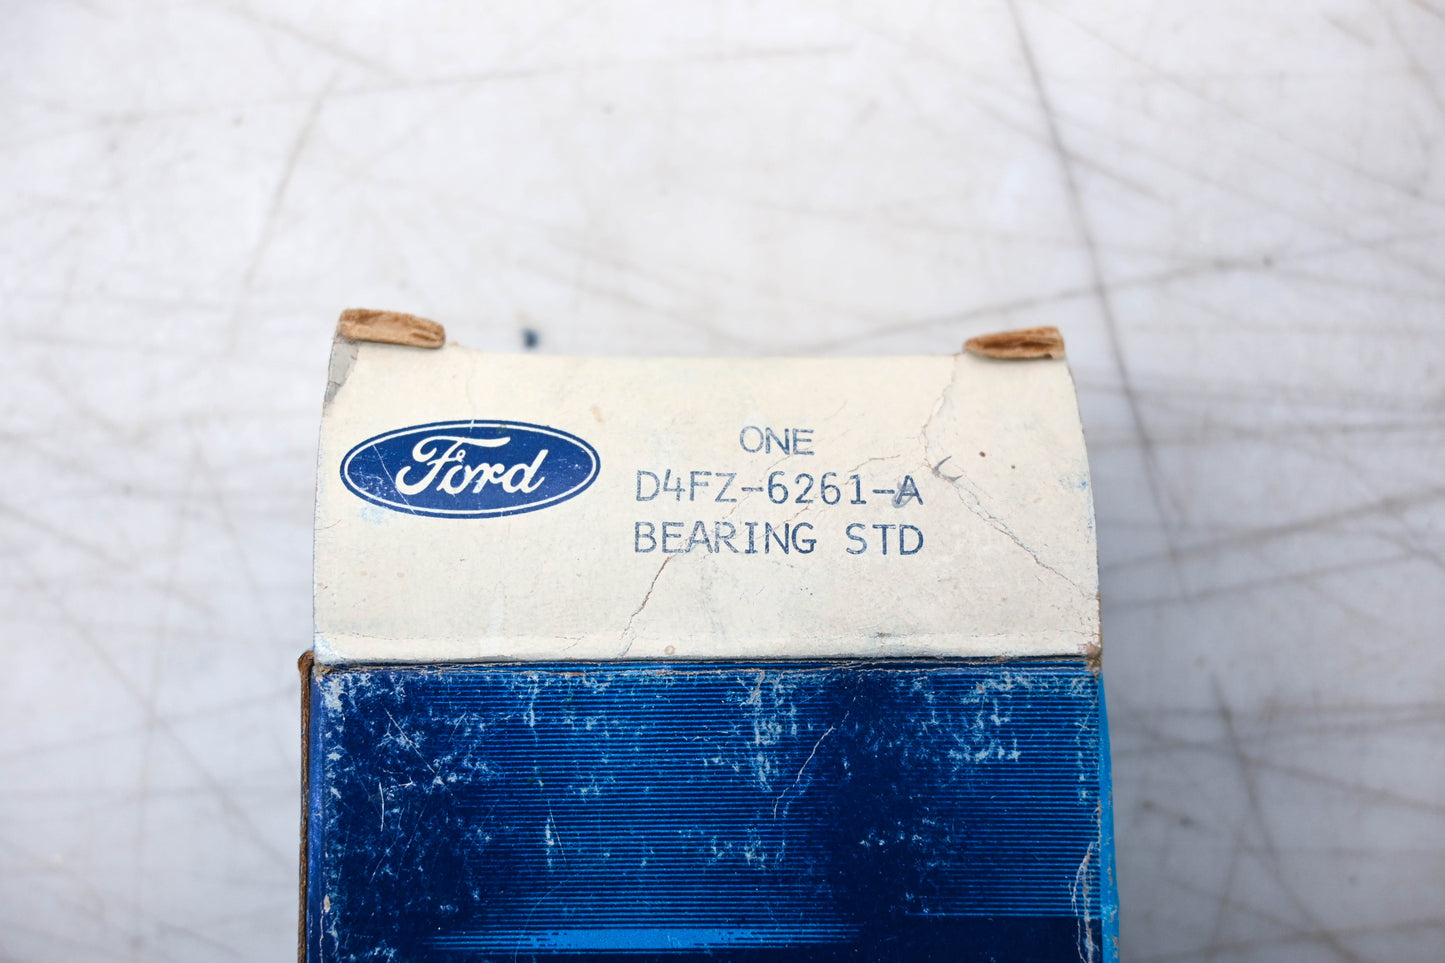 Ford
ONE
D4FZ-6261-A
BEARING STD